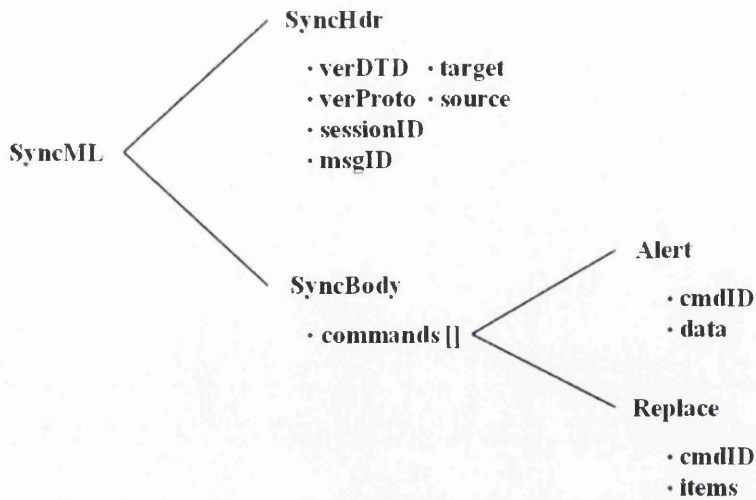 SyncHdr
· verDTD · target
· verProto · source
· sessionID
· msgID
SyncML
SyncBody
· commands []
Alert
· cmdID
· data
Replace
· cmdID
· items